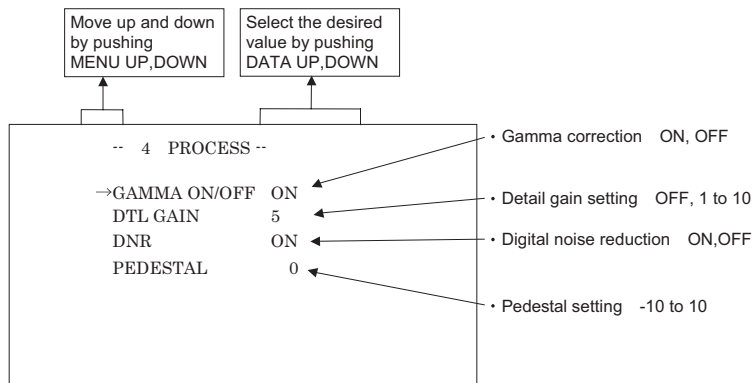 Move up and down
by pushing
MENU UP,DOWN
Select the desired
value by pushing
DATA UP,DOWN
-- 4 PROCESS --
→GAMMA ON/OFF ON
DTL GAIN 5
DNR ON
PEDESTAL 0
・Gamma correction ON, OFF
・Detail gain setting OFF, 1 to 10
・Digital noise reduction ON,OFF
・Pedestal setting -10 to 10